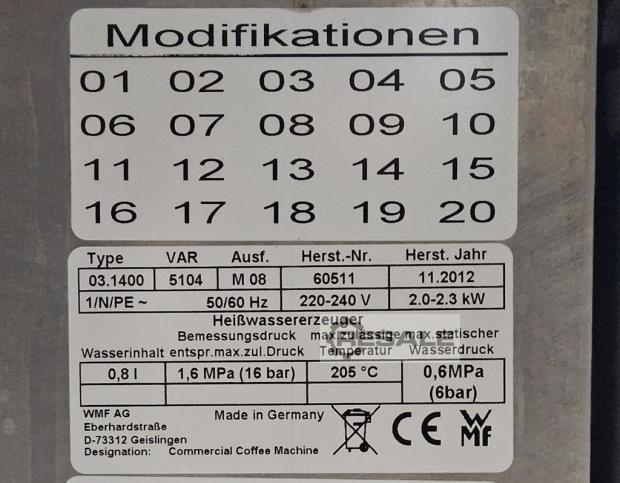 Modifikationen
01 02 03 04 05
06 07 08 09 10
11 12 13 14 15
16 17 18 19 20
Type VAR Ausf. Herst.-Nr. Herst. Jahr
03.1400 5104 M 08 60511 11.2012
1/N/PE ~ 50/60 Hz 220-240 V 2.0-2.3 kW
Heißwassererzeuger
Bemessungsdruck max.zulässige max.statischer
Wasserinhalt entspr.max.zul.Druck Temperatur Wasserdruck
RESALE
0,8 l 1,6 MPa (16 bar) 205 °C 0,6MPa
(6bar)
WMF AG Made in Germany
Eberhardstraße
D-73312 Geislingen
Designation: Commercial Coffee Machine
CE
WMF